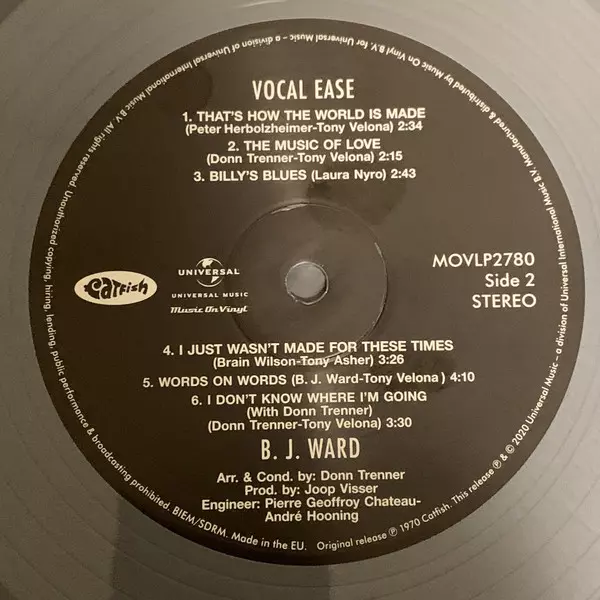 VOCAL EASE
1. THAT'S HOW THE WORLD IS MADE
(Peter Herbolzheimer-Tony Velona) 2:34
2. THE MUSIC OF LOVE
(Donn Trenner-Tony Velona) 2:15
3. BILLY'S BLUES (Laura Nyro) 2:43
Catfish
UNIVERSAL
UNIVERSAL MUSIC
Music On Vinyl
MOVLP2780
Side 2
STEREO
4. I JUST WASN'T MADE FOR THESE TIMES
(Brain Wilson-Tony Asher) 3:26
5. WORDS ON WORDS (B. J. Ward-Tony Velona) 4:10
6. I DON'T KNOW WHERE I'M GOING
(With Donn Trenner)
(Donn Trenner-Tony Velona) 3:30
B. J. WARD
Arr. & Cond. by: Donn Trenner
Prod. by: Joop Visser
Engineer: Pierre Geoffroy Chateau-
André Hooning
Original release ℗ 1970 Catfish. This release ℗ & © 2020 Universal Music – a division of Universal International Music B.V. Manufactured & distributed by Music On Vinyl B.V. for Universal Music – a division of Universal International Music B.V. All rights reserved. Unauthorized copying, hiring, lending, public performance & broadcasting prohibited. BIEM/SDRM. Made in the EU.